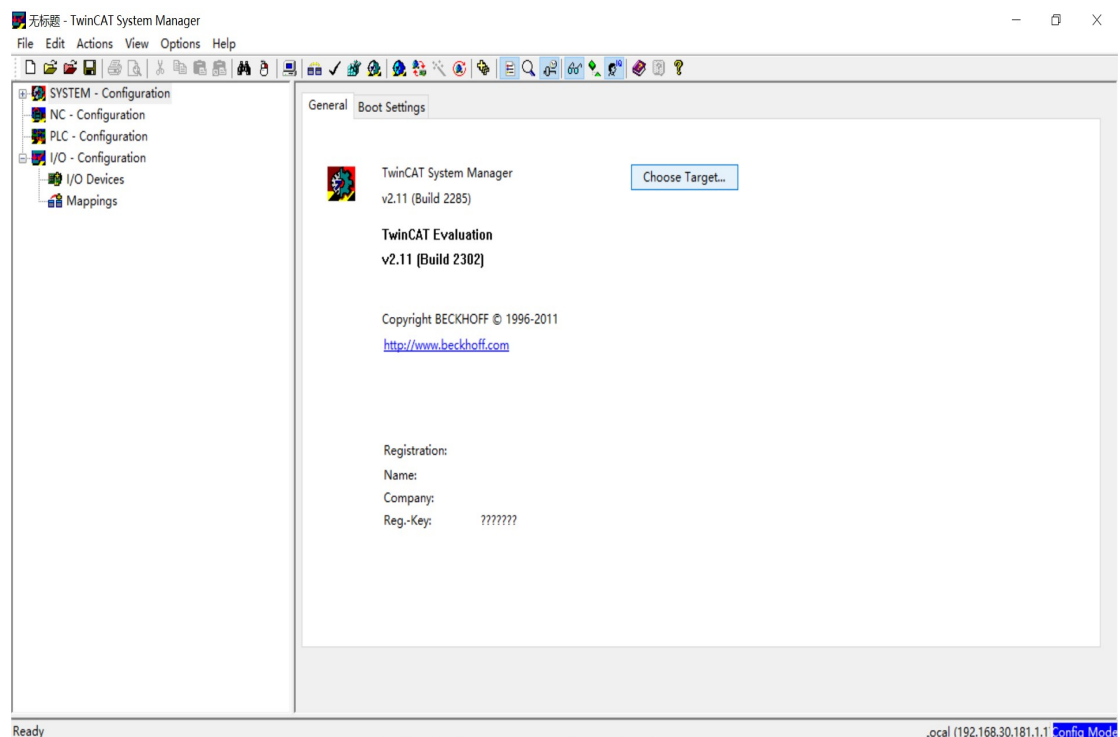 无标题 - TwinCAT System Manager
File Edit Actions View Options Help
SYSTEM - Configuration
NC - Configuration
PLC - Configuration
I/O - Configuration
I/O Devices
Mappings
General Boot Settings
TwinCAT System Manager
Choose Target...
v2.11 (Build 2285)
TwinCAT Evaluation
v2.11 (Build 2302)
Copyright BECKHOFF © 1996-2011
http://www.beckhoff.com
Registration:
Name:
Company:
Reg.-Key: ???????
Ready
.ocal (192.168.30.181.1.1 Config Mode